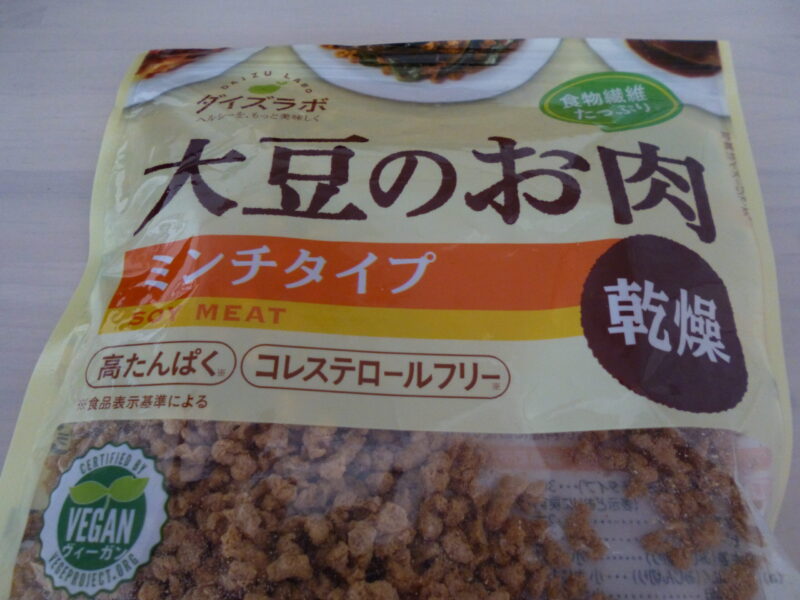 DAIZU LABO
ダイズラボ
ヘルシーを、もっと美味しく
食物繊維
たっぷり
大豆のお肉
ミンチタイプ
乾燥
SOY MEAT
高たんぱく※
コレステロールフリー※
※食品表示基準による
CERTIFIED BY
VEGAN
ヴィーガン
VEGEPROJECT.ORG